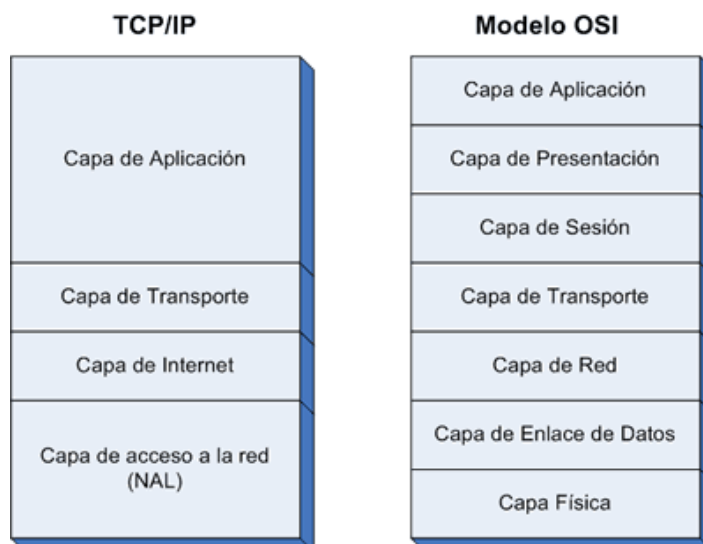 TCP/IP
Capa de Aplicación
Capa de Transporte
Capa de Internet
Capa de acceso a la red
(NAL)
Modelo OSI
Capa de Aplicación
Capa de Presentación
Capa de Sesión
Capa de Transporte
Capa de Red
Capa de Enlace de Datos
Capa Física